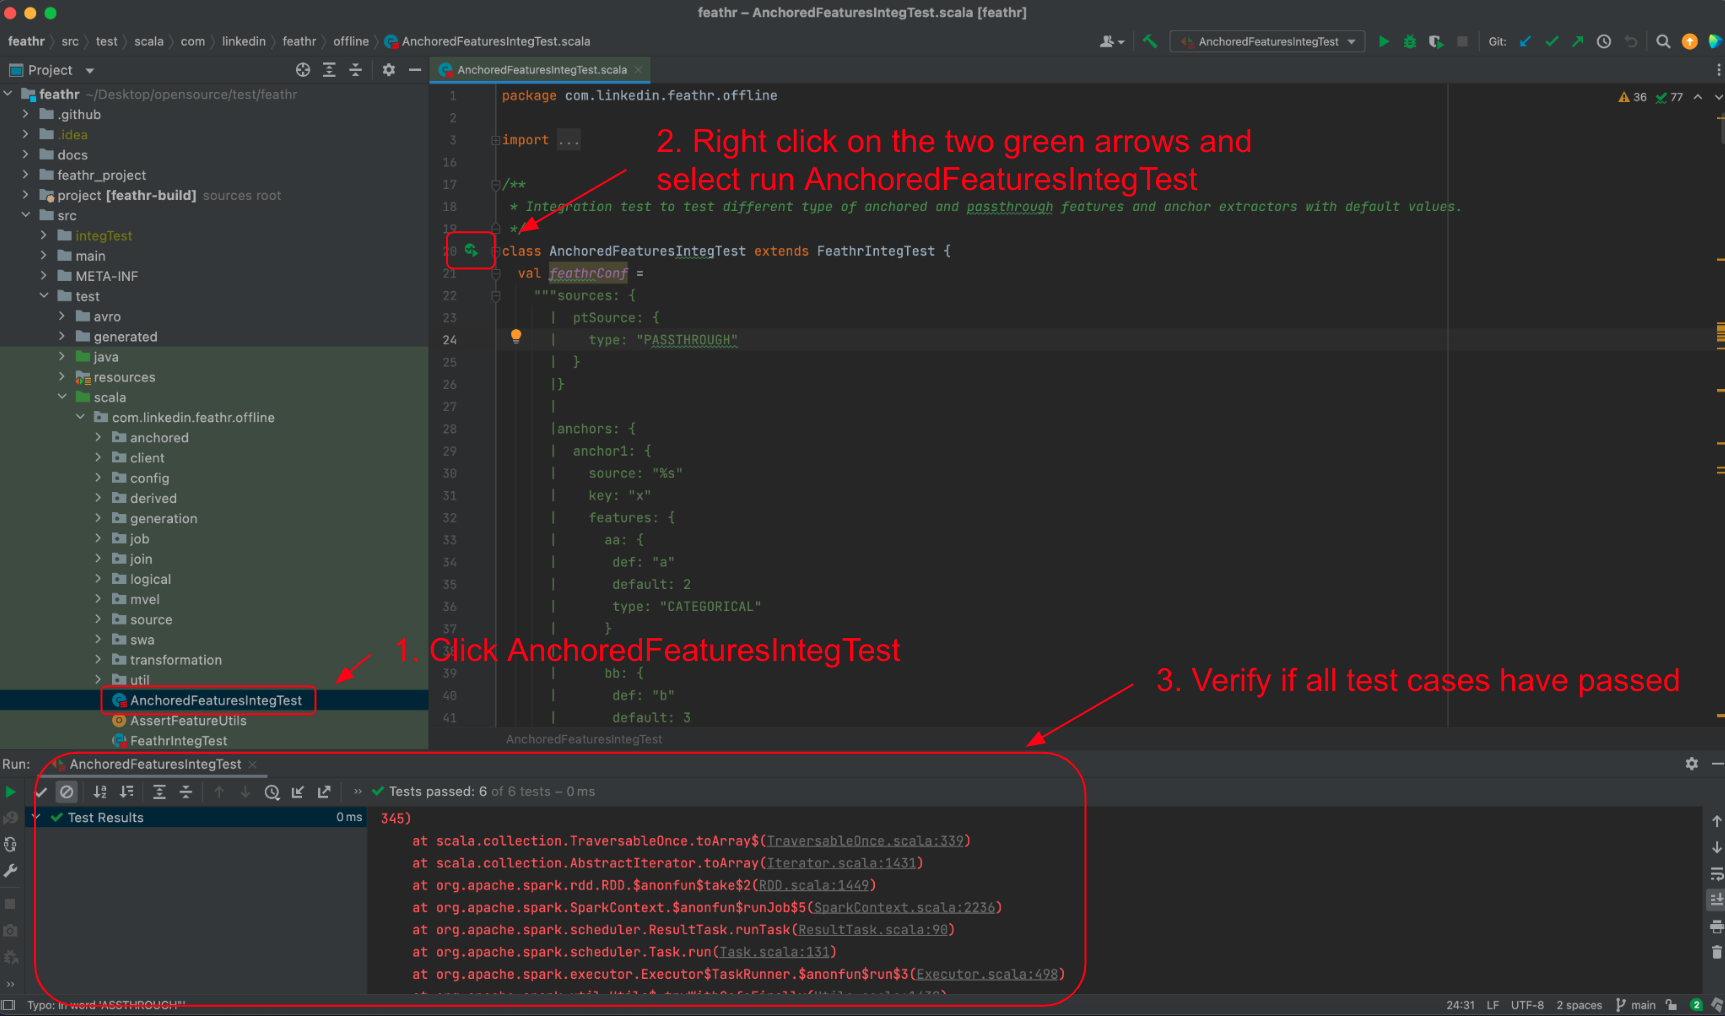 feathr – AnchoredFeaturesIntegTest.scala [feathr]
feathr src test scala com linkedin feathr offline AnchoredFeaturesIntegTest.scala
AnchoredFeaturesIntegTest Git:
Project
AnchoredFeaturesIntegTest.scala
feathr ~/Desktop/opensource/test/feathr
.github
.idea
docs
feathr_project
project [feathr-build] sources root
src
integTest
main
META-INF
test
avro
generated
java
resources
scala
com.linkedin.feathr.offline
anchored
client
config
derived
generation
job
join
logical
mvel
source
swa
transformation
util
AnchoredFeaturesIntegTest
AssertFeatureUtils
FeathrIntegTest
36 77
1 package com.linkedin.feathr.offline
2
3 import ...
16
17 /**
18 * Integration test to test different type of anchored and passthrough features and anchor extractors with default values.
19 */
20 class AnchoredFeaturesIntegTest extends FeathrIntegTest {
21 val feathrConf =
22 """sources: {
23 | ptSource: {
24 | type: "PASSTHROUGH"
25 | }
26 |}
27 |
28 |anchors: {
29 | anchor1: {
30 | source: "%s"
31 | key: "x"
32 | features: {
33 | aa: {
34 | def: "a"
35 | default: 2
36 | type: "CATEGORICAL"
37 | }
38
39 | bb: {
40 | def: "b"
41 | default: 3
AnchoredFeaturesIntegTest
2. Right click on the two green arrows and
select run AnchoredFeaturesIntegTest
1. Click AnchoredFeaturesIntegTest
3. Verify if all test cases have passed
Run: AnchoredFeaturesIntegTest
Tests passed: 6 of 6 tests – 0 ms
Test Results 0 ms
345)
at scala.collection.TraversableOnce.toArray$(TraversableOnce.scala:339)
at scala.collection.AbstractIterator.toArray(Iterator.scala:1431)
at org.apache.spark.rdd.RDD.$anonfun$take$2(RDD.scala:1449)
at org.apache.spark.SparkContext.$anonfun$runJob$5(SparkContext.scala:2236)
at org.apache.spark.scheduler.ResultTask.runTask(ResultTask.scala:90)
at org.apache.spark.scheduler.Task.run(Task.scala:131)
at org.apache.spark.executor.Executor$TaskRunner.$anonfun$run$3(Executor.scala:498)
Typo: In word 'ASSTHROUGH'
24:31 LF UTF-8 2 spaces main 2